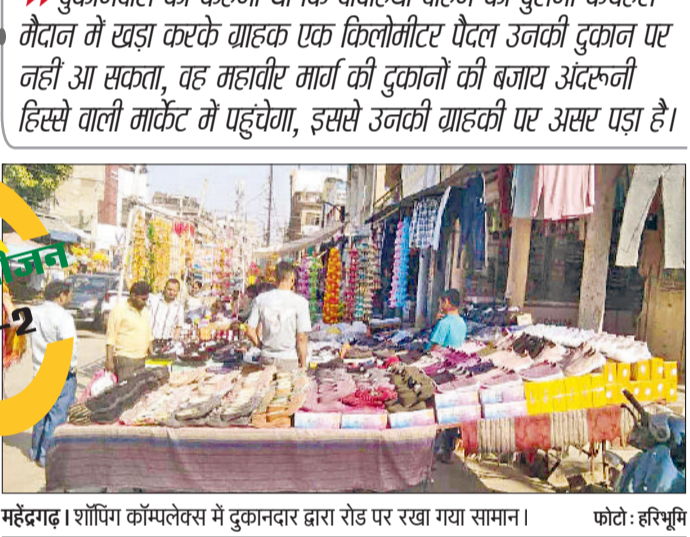 मैदान में खड़ा करके ग्राहक एक किलोमीटर पैदल उनकी दुकान पर
नहीं आ सकता, वह महावीर मार्ग की दुकानों की बजाय अंदरूनी
हिस्से वाली मार्केट में पहुंचेगा, इससे उनकी ग्राहकी पर असर पड़ा है।
-2
महेंद्रगढ़। शॉपिंग कॉम्पलेक्स में दुकानदार द्वारा रोड पर रखा गया सामान।
फोटो : हरिभूमि